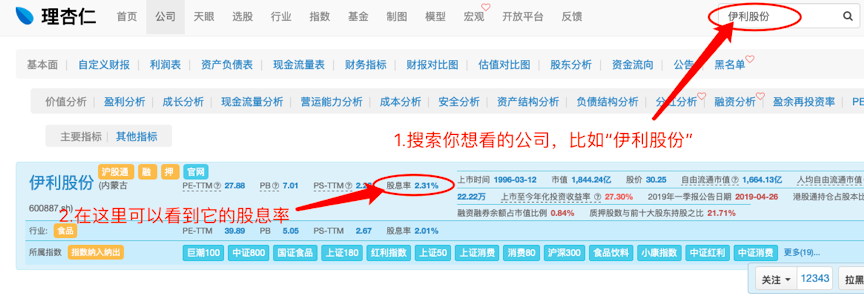 理杏仁 首页 公司 天眼 选股 行业 指数 基金 制图 模型 宏观 开放平台 反馈 伊利股份
基本面 自定义财报 利润表 资产负债表 现金流量表 财务指标 财报对比图 估值对比图 股东分析 资金流向 公告 黑名单
价值分析 盈利分析 成长分析 现金流量分析 营运能力分析 成本分析 安全分析 资产结构分析 负债结构分析 分红分析 融资分析 盈余再投资率 PE
主要指标 其他指标
1.搜索你想看的公司，比如“伊利股份”
沪股通 融 押 官网
伊利股份 (内蒙古
600887.sh)
PE-TTM 27.88 PB 7.01 PS-TTM 2.28 股息率 2.31%
上市时间 1996-03-12 市值 1,844.24亿 股价 30.25 自由流通市值 1,664.13亿 人均自由流通市值
22.22万 上市至今年化投资收益率 27.30% 2019年一季报公告日期 2019-04-26 港股通持仓占股本比
融资融券余额占市值比例 0.84% 质押股数与前十大股东持股之比 21.71%
2.在这里可以看到它的股息率
行业: 食品 PE-TTM 39.89 PB 5.05 PS-TTM 2.67 股息率 2.01%
所属指数 指数纳入纳出 巨潮100 中证800 国证食品 上证180 红利指数 上证50 上证消费 消费80 沪深300 食品饮料 小康指数 中证红利 中证消费 更多(19)...
关注 12343 拉黑